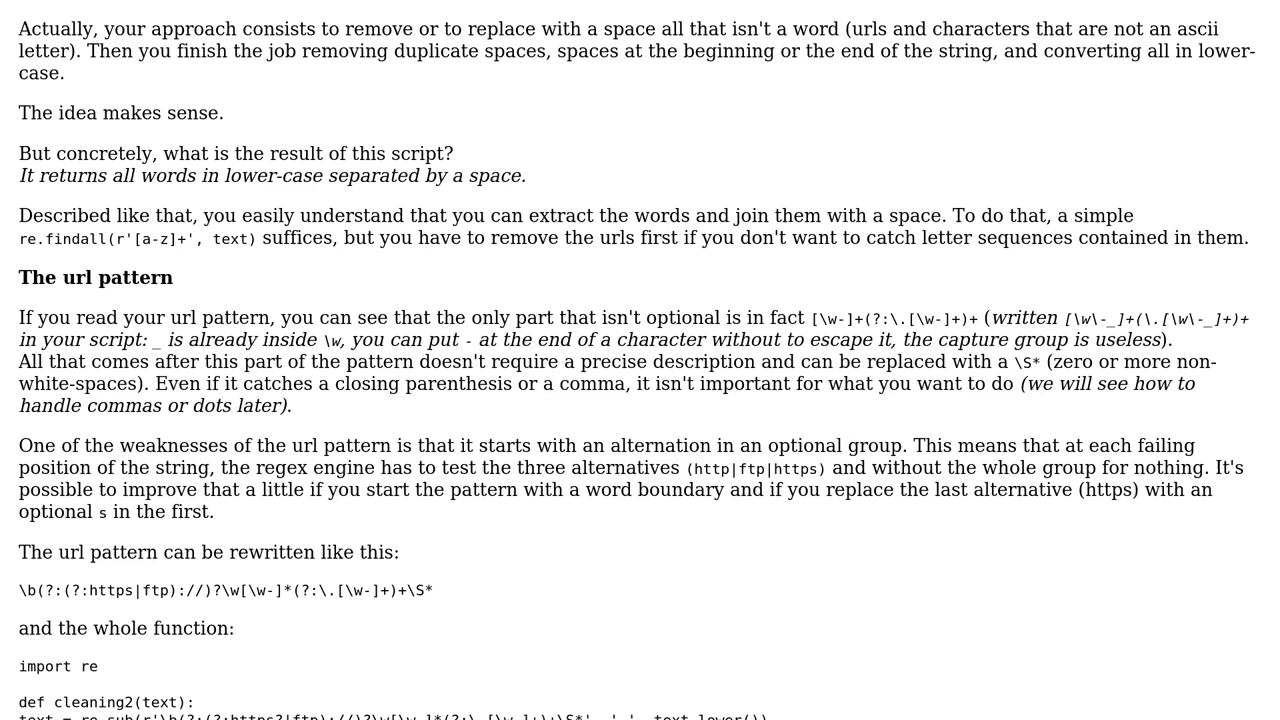 Actually, your approach consists to remove or to replace with a space all that isn't a word (urls and characters that are not an ascii
letter). Then you finish the job removing duplicate spaces, spaces at the beginning or the end of the string, and converting all in lower-
case.
The idea makes sense.
But concretely, what is the result of this script?
It returns all words in lower-case separated by a space.
Described like that, you easily understand that you can extract the words and join them with a space. To do that, a simple
re.findall(r'[a-z]+', text) suffices, but you have to remove the urls first if you don't want to catch letter sequences contained in them.
The url pattern
If you read your url pattern, you can see that the only part that isn't optional is in fact [\w-]+(?:\.[\w-]+)+ (written [\w\-_]+(\.[\w\-_]+)+
in your script: _ is already inside \w, you can put - at the end of a character without to escape it, the capture group is useless).
All that comes after this part of the pattern doesn't require a precise description and can be replaced with a \S* (zero or more non-
white-spaces). Even if it catches a closing parenthesis or a comma, it isn't important for what you want to do (we will see how to
handle commas or dots later).
One of the weaknesses of the url pattern is that it starts with an alternation in an optional group. This means that at each failing
position of the string, the regex engine has to test the three alternatives (http|ftp|https) and without the whole group for nothing. It's
possible to improve that a little if you start the pattern with a word boundary and if you replace the last alternative (https) with an
optional s in the first.
The url pattern can be rewritten like this:
\b(?:(?:https|ftp)://)?\w[\w-]*(?:\.[\w-]+)+\S*
and the whole function:
import re
def cleaning2(text):
text = re.sub(r'\b(?:(?:https?|ftp)://)?\w[\w-]*(?:\.[\w-]+)+\S*', ' ', text.lower())